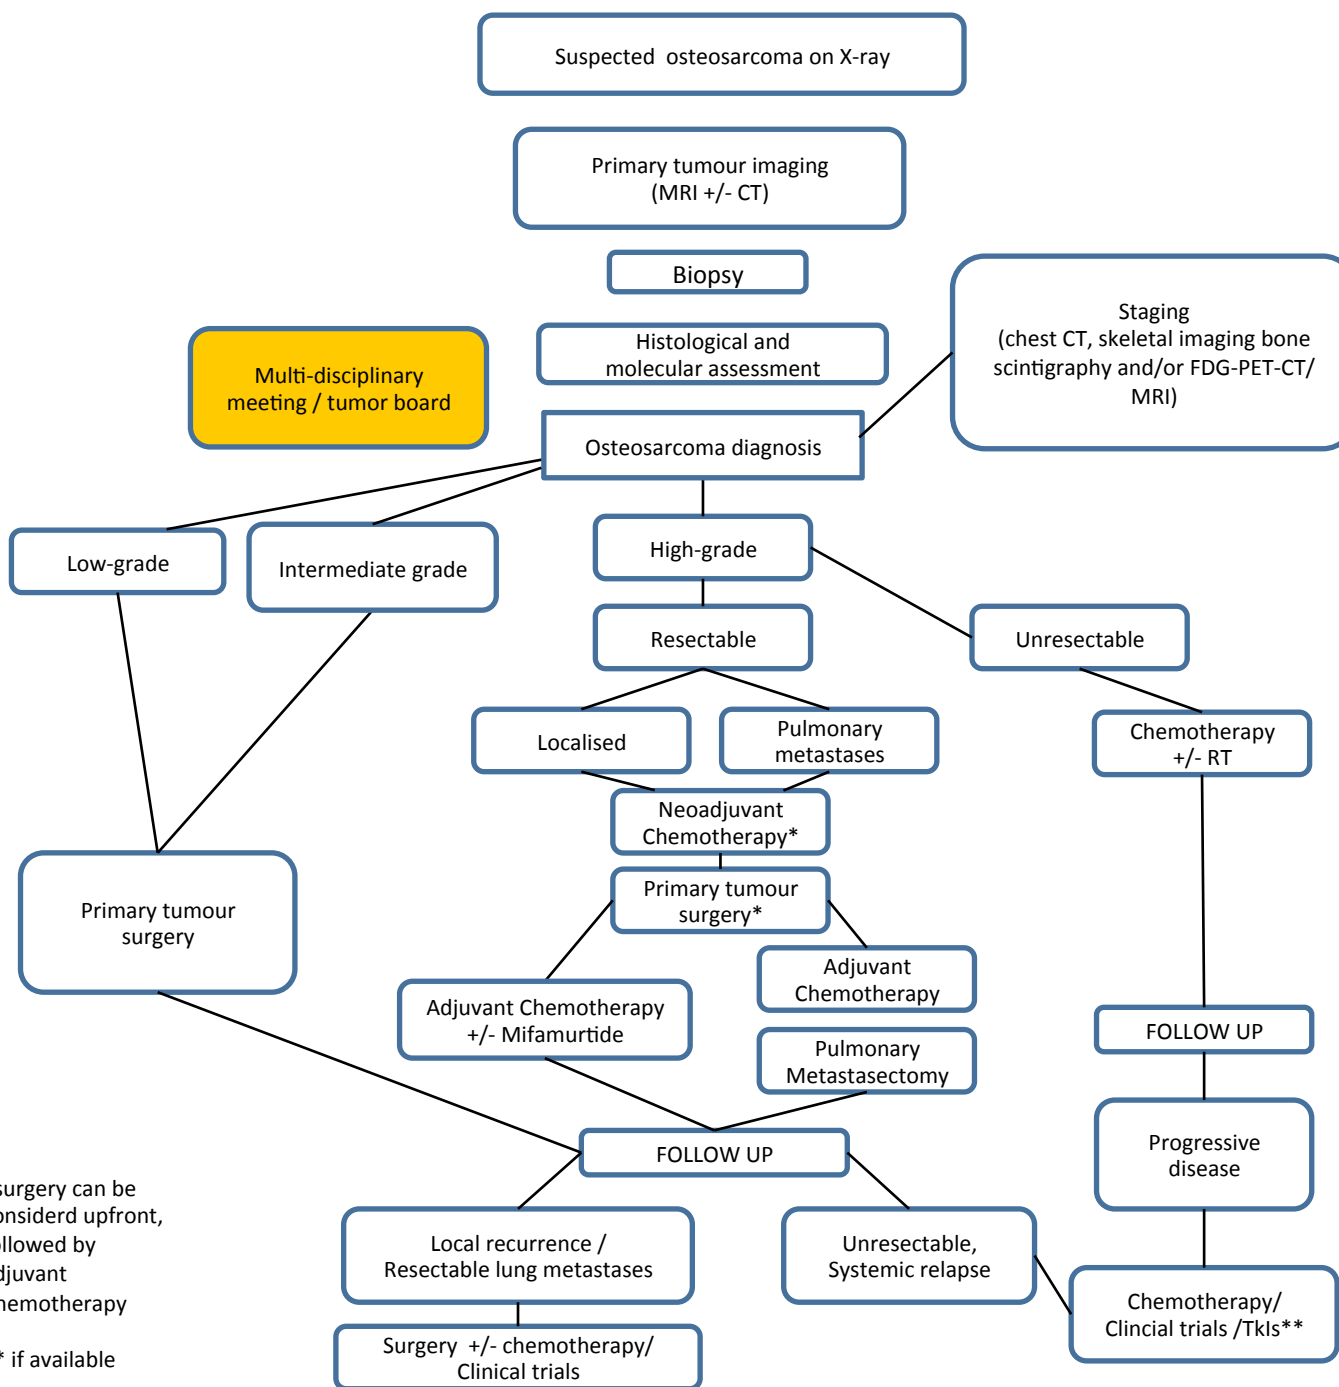 Suspected osteosarcoma on X-ray
Primary tumour imaging
(MRI +/- CT)
Biopsy
Staging
(chest CT, skeletal imaging bone
scintigraphy and/or FDG-PET-CT/
MRI)
Histological and
molecular assessment
Multi-disciplinary
meeting / tumor board
Osteosarcoma diagnosis
Low-grade
Intermediate grade
High-grade
Resectable
Unresectable
Localised
Pulmonary
metastases
Chemotherapy
+/- RT
Neoadjuvant
Chemotherapy*
Primary tumour
surgery*
Primary tumour
surgery
Adjuvant
Chemotherapy
Adjuvant Chemotherapy
+/- Mifamurtide
Pulmonary
Metastasectomy
FOLLOW UP
FOLLOW UP
Progressive
disease
surgery can be
onsiderd upfront,
ollowed by
djuvant
hemotherapy
* if available
Local recurrence /
Resectable lung metastases
Unresectable,
Systemic relapse
Chemotherapy/
Clincial trials /TkIs**
Surgery +/- chemotherapy/
Clinical trials